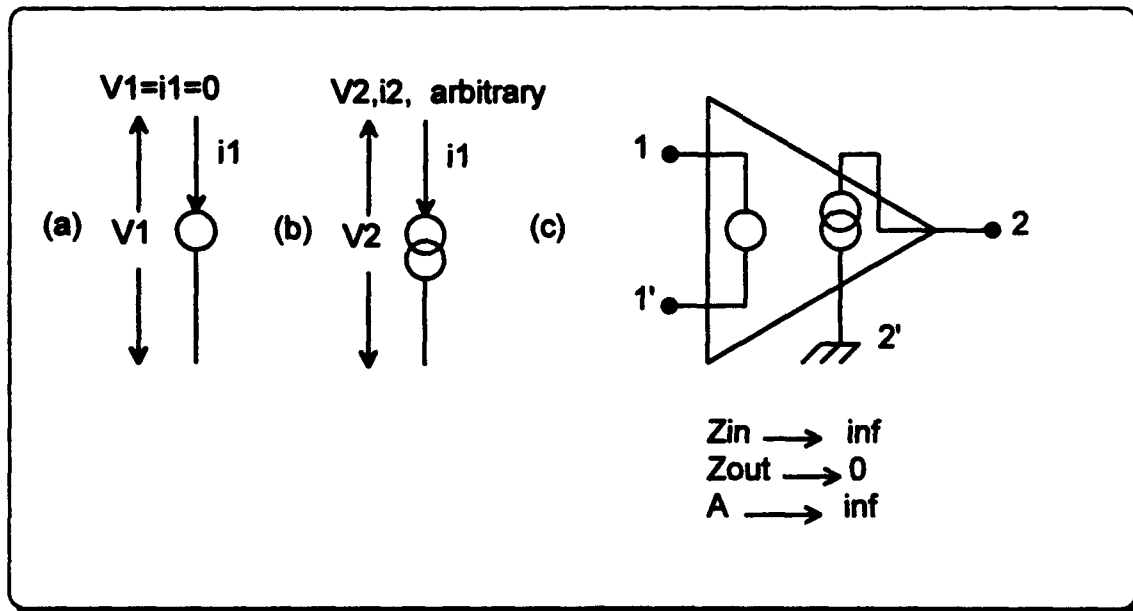 V1=i1=0
i1
(a) V1
V2,i2, arbitrary
i1
(b) V2
(c)
1
1'
2
2'
Zin → inf
Zout → 0
A → inf